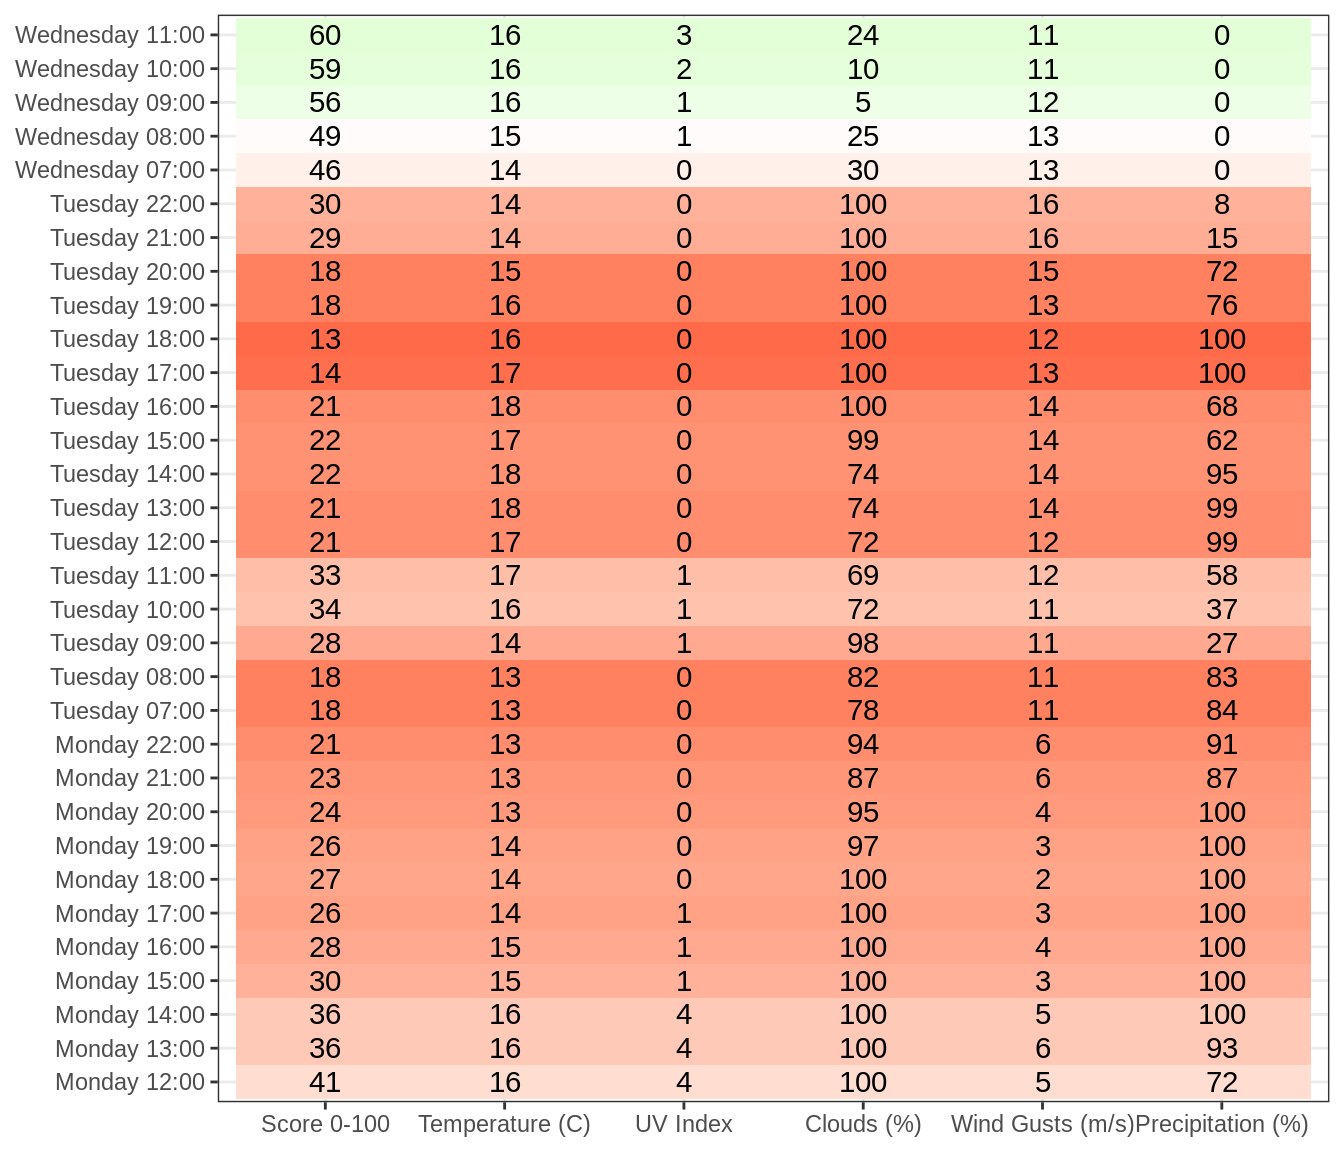 Wednesday 11:00 60 16 3 24 11 0
Wednesday 10:00 59 16 2 10 11 0
Wednesday 09:00 56 16 1 5 12 0
Wednesday 08:00 49 15 1 25 13 0
Wednesday 07:00 46 14 0 30 13 0
Tuesday 22:00 30 14 0 100 16 8
Tuesday 21:00 29 14 0 100 16 15
Tuesday 20:00 18 15 0 100 15 72
Tuesday 19:00 18 16 0 100 13 76
Tuesday 18:00 13 16 0 100 12 100
Tuesday 17:00 14 17 0 100 13 100
Tuesday 16:00 21 18 0 100 14 68
Tuesday 15:00 22 17 0 99 14 62
Tuesday 14:00 22 18 0 74 14 95
Tuesday 13:00 21 18 0 74 14 99
Tuesday 12:00 21 17 0 72 12 99
Tuesday 11:00 33 17 1 69 12 58
Tuesday 10:00 34 16 1 72 11 37
Tuesday 09:00 28 14 1 98 11 27
Tuesday 08:00 18 13 0 82 11 83
Tuesday 07:00 18 13 0 78 11 84
Monday 22:00 21 13 0 94 6 91
Monday 21:00 23 13 0 87 6 87
Monday 20:00 24 13 0 95 4 100
Monday 19:00 26 14 0 97 3 100
Monday 18:00 27 14 0 100 2 100
Monday 17:00 26 14 1 100 3 100
Monday 16:00 28 15 1 100 4 100
Monday 15:00 30 15 1 100 3 100
Monday 14:00 36 16 4 100 5 100
Monday 13:00 36 16 4 100 6 93
Monday 12:00 41 16 4 100 5 72
Score 0-100 Temperature (C) UV Index Clouds (%) Wind Gusts (m/s) Precipitation (%)